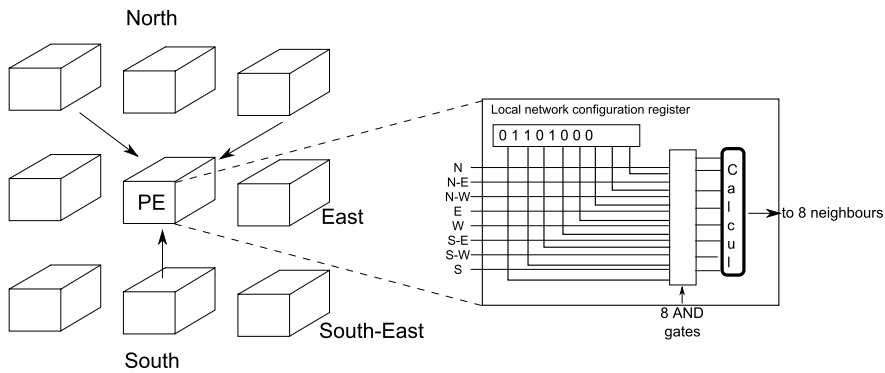 North
PE
East
South-East
South
Local network configuration register
0 1 1 0 1 0 0 0
N
N-E
N-W
E
W
S-E
S-W
S
C
a
l
c
u
l
to 8 neighbours
8 AND
gates